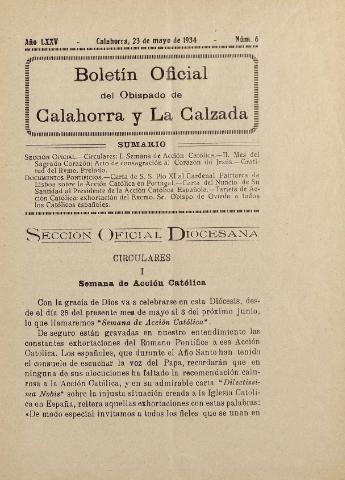 Año LXXV - Calahorra, 23 de mayo de 1934 - Núm. 6
Boletín Oficial
del Obispado de
Calahorra y La Calzada
SUMARIO
SECCIÓN OFICIAL.—Circulares: I. Semana de Acción Católica.—II. Mes del
Sagrado Corazón: Acto de consagración al Corazón de Jesús.—Grati-
tud del Rvmo. Prelado.
DOCUMENTOS PONTIFICIOS.—Carta de S. S. Pío XI al Cardenal Patriarca de
Lisboa sobre la Acción Católica en Portugal.—Carta del Nuncio de Su
Santidad al Presidente de la Acción Católica Española.—Tarjeta de Ac-
ción Católica: exhortación del Excmo. Sr. Obispo de Oviedo a todos
los Católicos españoles.
SECCIÓN OFICIAL DIOCESANA
CIRCULARES
I
Semana de Acción Católica
Con la gracia de Dios va a celebrarse en esta Diócesis, des-
de el día 28 del presente mes de mayo al 3 del próximo junio,
lo que llamaremos "Semana de Acción Católica".
De seguro están gravadas en nuestro entendimiento las
constantes exhortaciones del Romano Pontífice a esa Acción
Católica. Los españoles, que durante el Año Santo han tenido
el consuelo de escuchar la voz del Papa, recordarán que en
ninguna de sus alocuciones ha faltado la recomendación calu-
rosa a la Acción Católica, y en su admirable carta "Dilectissi-
ma Nobis" sobre la injusta situación creada a la Iglesia Católi-
ca en España, reitera aquellas exhortaciones con estas palabras:
«De modo especial invitamos a todos los fieles que se unan en